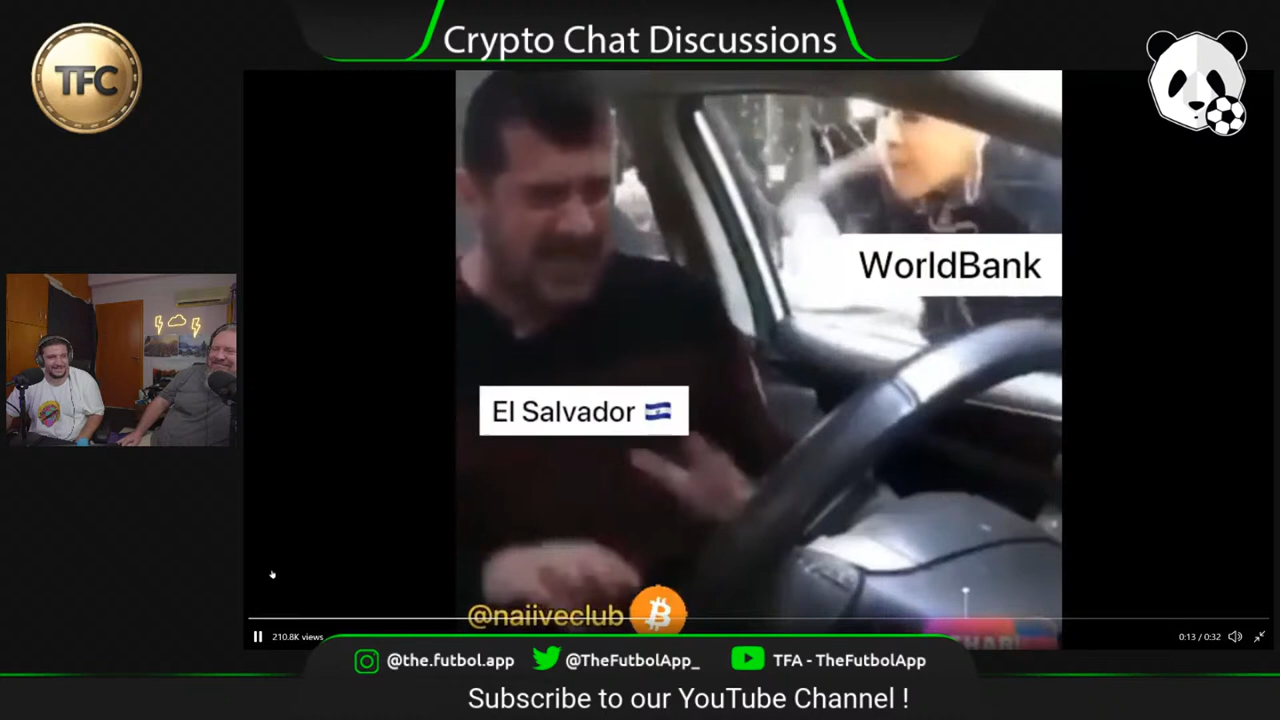 Crypto Chat Discussions
TFC
WorldBank
El Salvador
@naiiveclub
210.8K views
0:13 / 0:32
@the.futbol.app
@TheFutbolApp_
TFA - TheFutbolApp
Subscribe to our YouTube Channel !